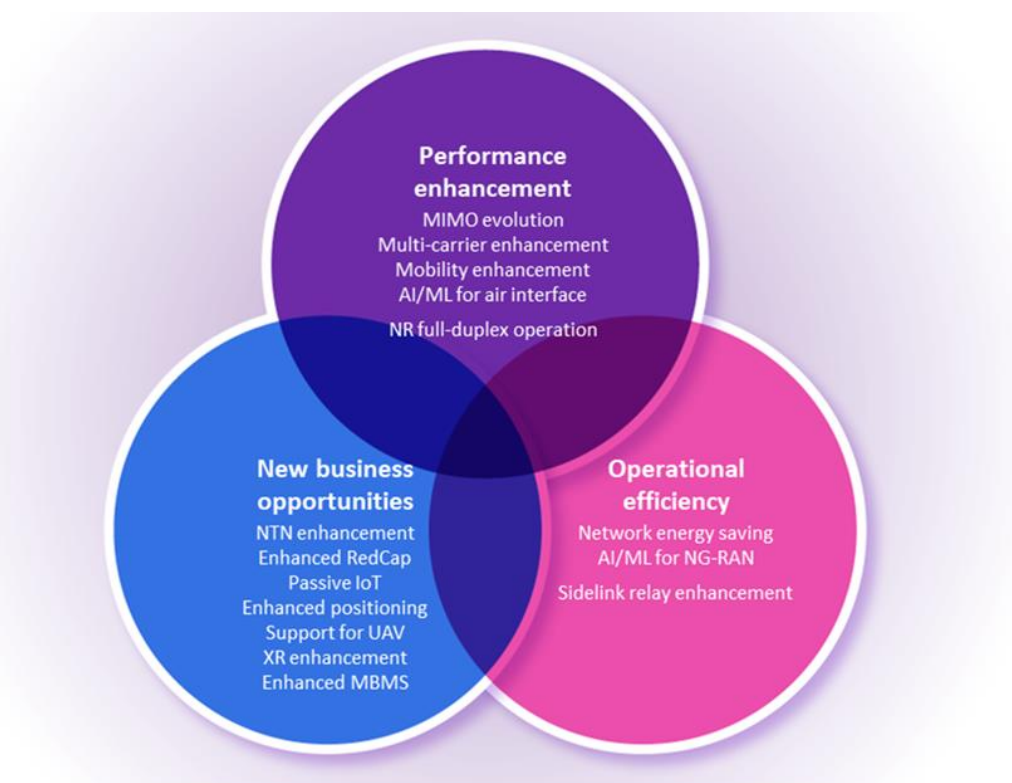 Performance
enhancement
MIMO evolution
Multi-carrier enhancement
Mobility enhancement
AI/ML for air interface
NR full-duplex operation
New business
opportunities
NTN enhancement
Enhanced RedCap
Passive IoT
Enhanced positioning
Support for UAV
XR enhancement
Enhanced MBMS
Operational
efficiency
Network energy saving
AI/ML for NG-RAN
Sidelink relay enhancement